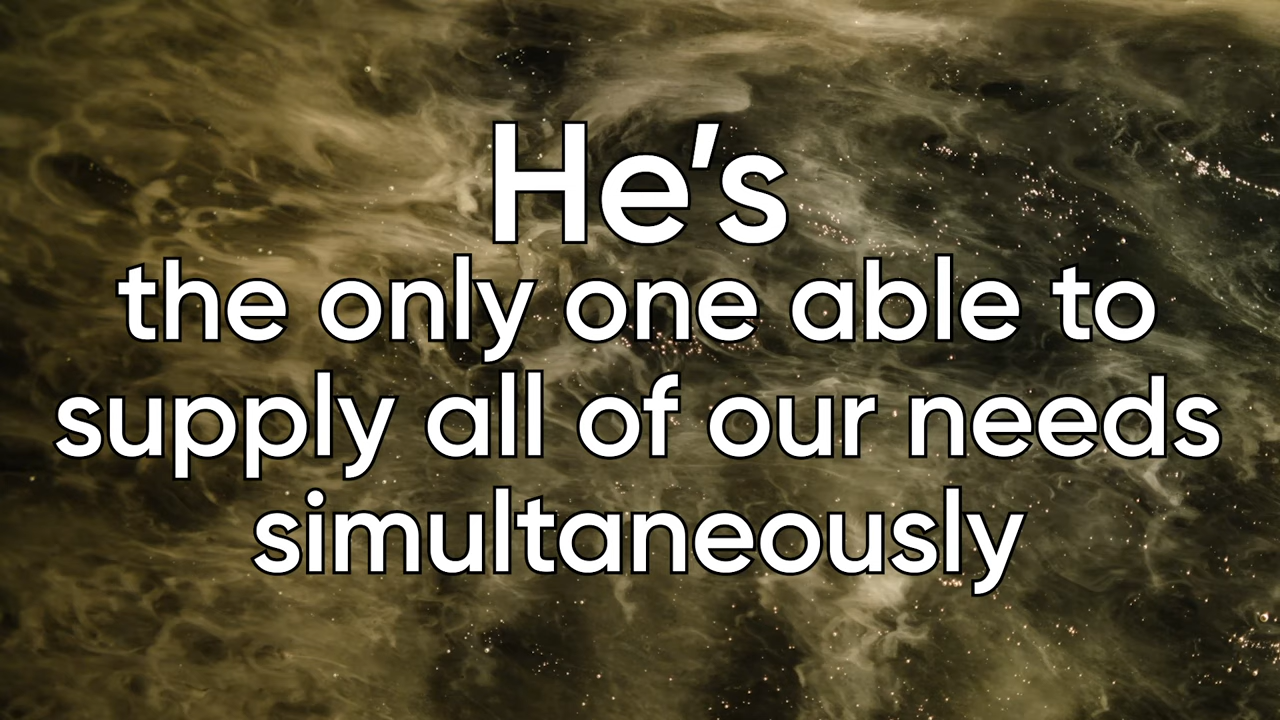 He's
the only one able to
supply all of our needs
simultaneously